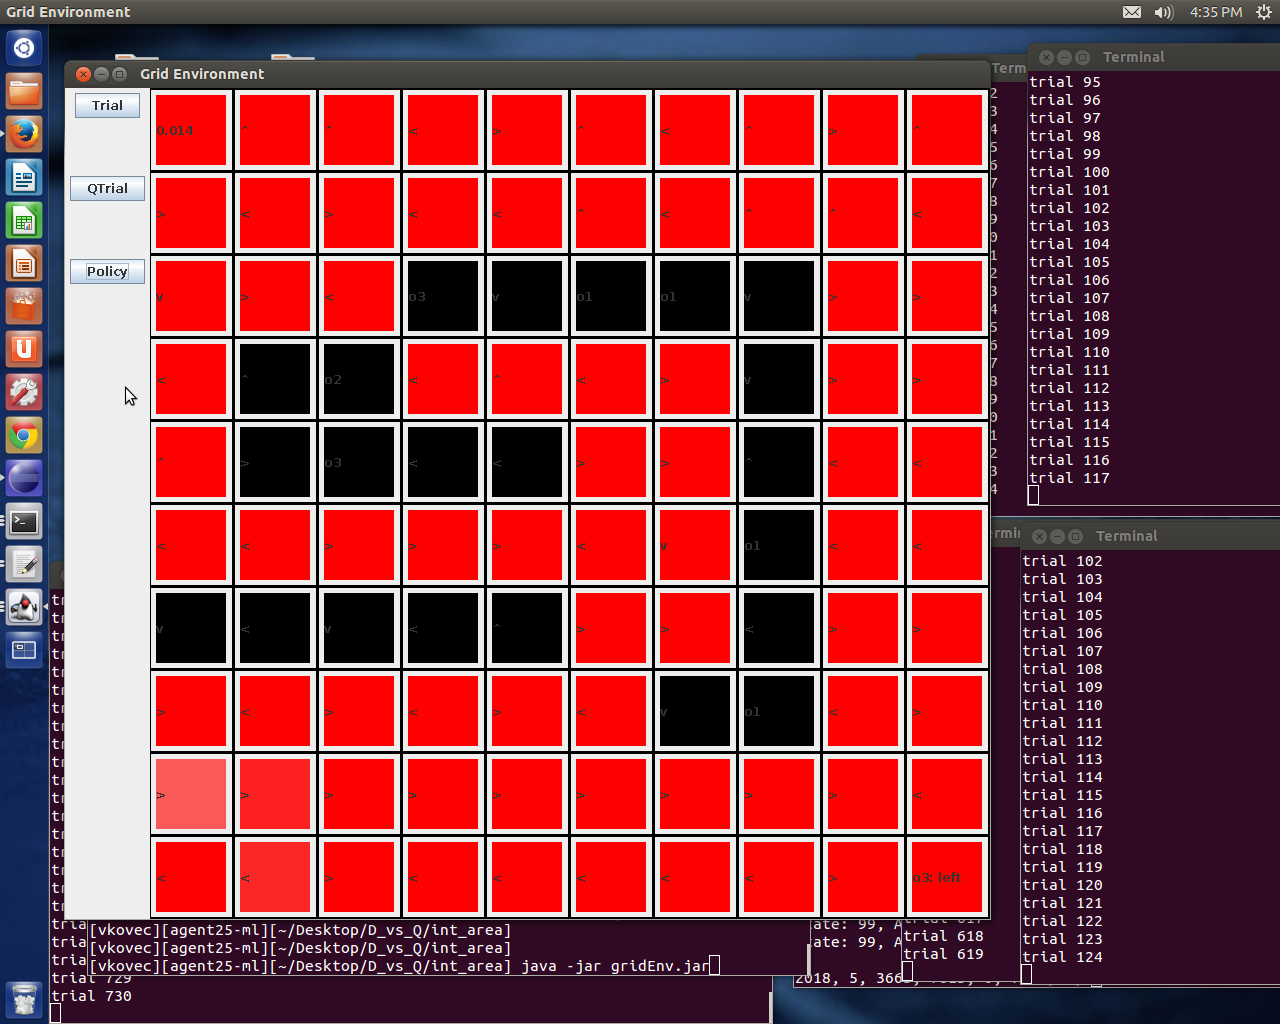 Grid Environment
4:35 PM
Grid Environment
Trial
QTrial
Policy
0.014 ^ ^ < > ^ < ^ > ^
> < > < < ^ < ^ ^ <
v > < o3 v o1 o1 v > >
< ^ o2 < ^ < > v > >
^ > o3 < < > > ^ < <
< < > > > < v o1 < <
v < v < ^ > > < > >
> < > < > < v o1 < >
> > > > > > > > > <
< < > < < < < < > o3: left
Terminal
trial 95
trial 96
trial 97
trial 98
trial 99
trial 100
trial 101
trial 102
trial 103
trial 104
trial 105
trial 106
trial 107
trial 108
trial 109
trial 110
trial 111
trial 112
trial 113
trial 114
trial 115
trial 116
trial 117
Terminal
trial 102
trial 103
trial 104
trial 105
trial 106
trial 107
trial 108
trial 109
trial 110
trial 111
trial 112
trial 113
trial 114
trial 115
trial 116
trial 117
trial 118
trial 119
trial 120
trial 121
trial 122
trial 123
trial 124
[vkovec][agent25-ml][~/Desktop/D_vs_Q/int_area]
[vkovec][agent25-ml][~/Desktop/D_vs_Q/int_area]
[vkovec][agent25-ml][~/Desktop/D_vs_Q/int_area] java -jar gridEnv.jar
trial 729
trial 730
ate: 99, A
ate: 99, A
trial 617
trial 618
trial 619
2018, 5, 366